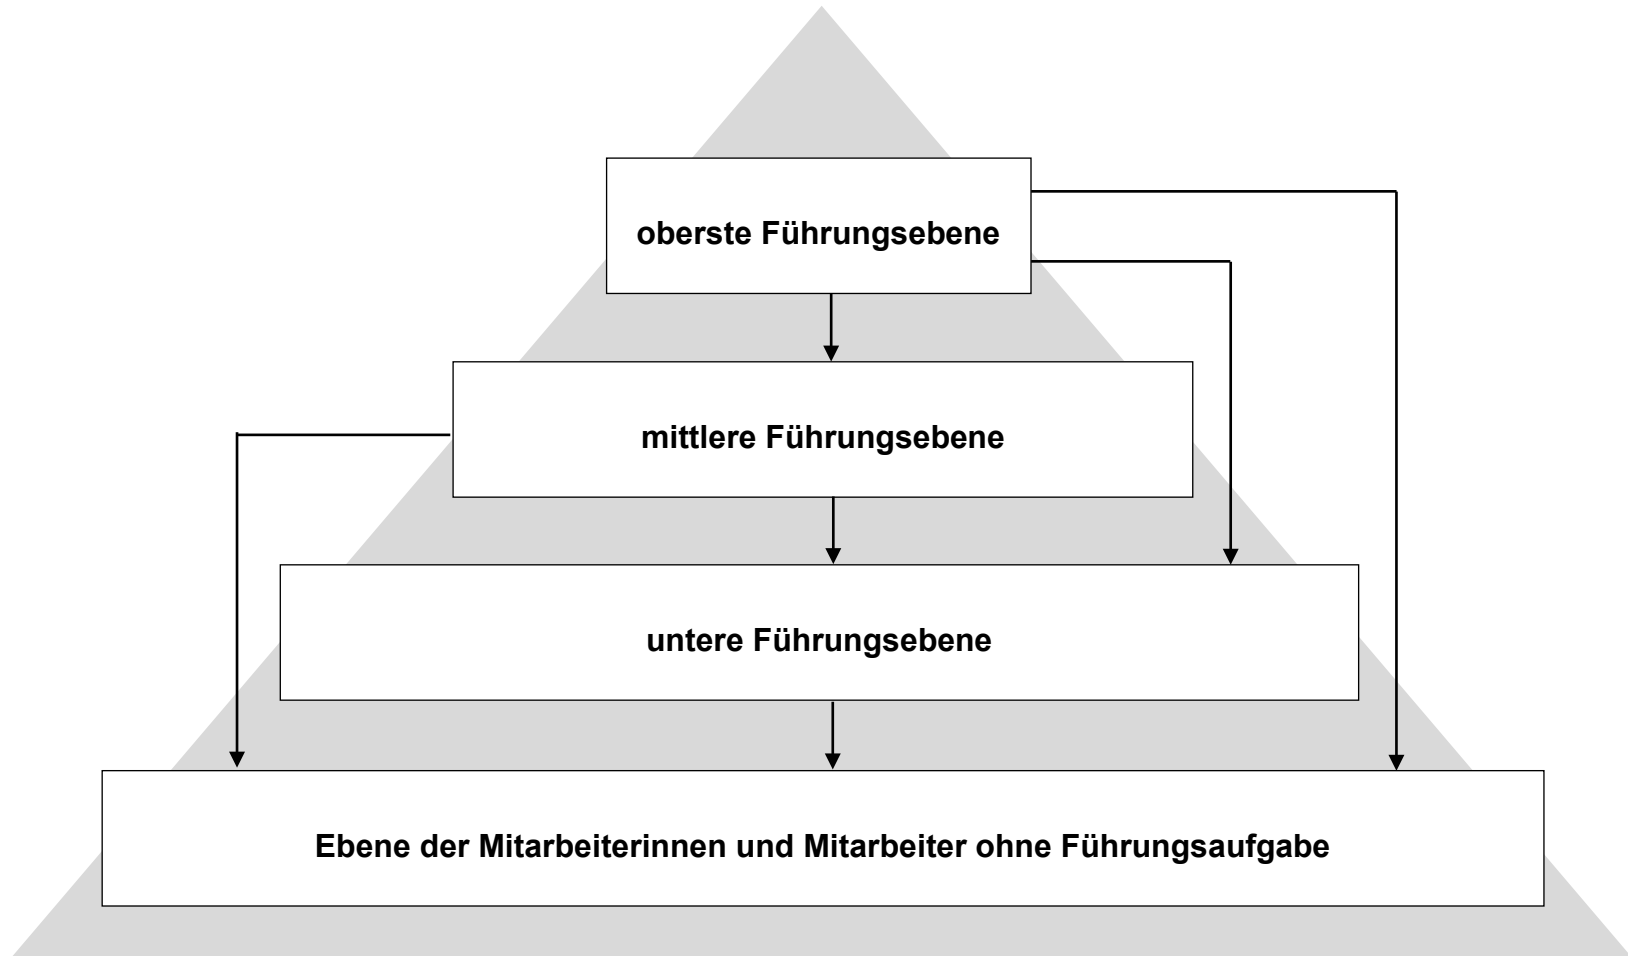 oberste Führungsebene
mittlere Führungsebene
untere Führungsebene
Ebene der Mitarbeiterinnen und Mitarbeiter ohne Führungsaufgabe